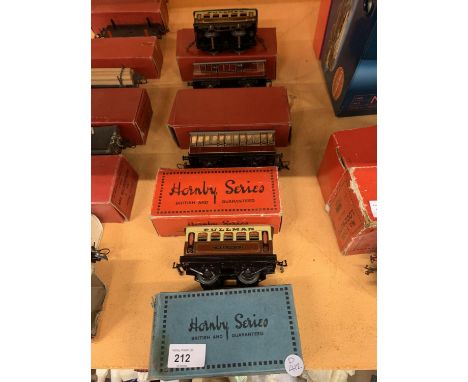 Hornby Series
BRITISH AND GUARANTEED
PULLMAN
Hornby Series
BRITISH AND GUARANTEED
212